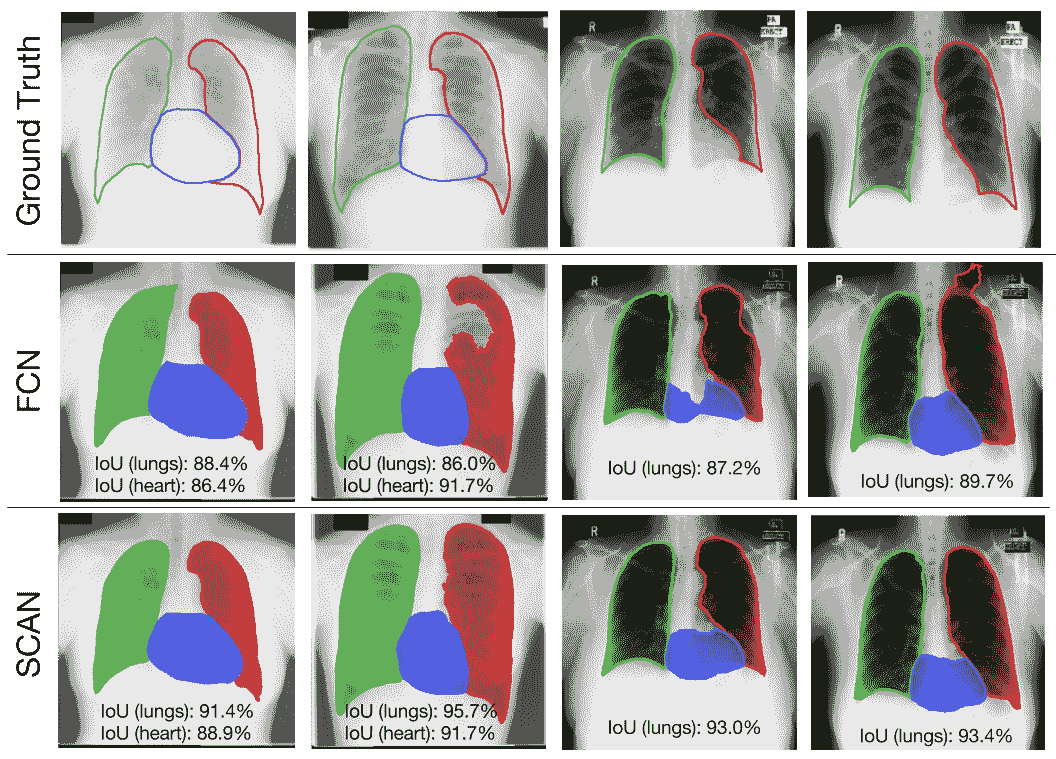 Ground Truth
R
R
PA
ERECT
R
PA
ERECT
FCN
IoU (lungs): 88.4%
IoU (heart): 86.4%
IoU (lungs): 86.0%
IoU (heart): 91.7%
R
IoU (lungs): 87.2%
R
IoU (lungs): 89.7%
SCAN
IoU (lungs): 91.4%
IoU (heart): 88.9%
IoU (lungs): 95.7%
IoU (heart): 91.7%
R
IoU (lungs): 93.0%
R
IoU (lungs): 93.4%